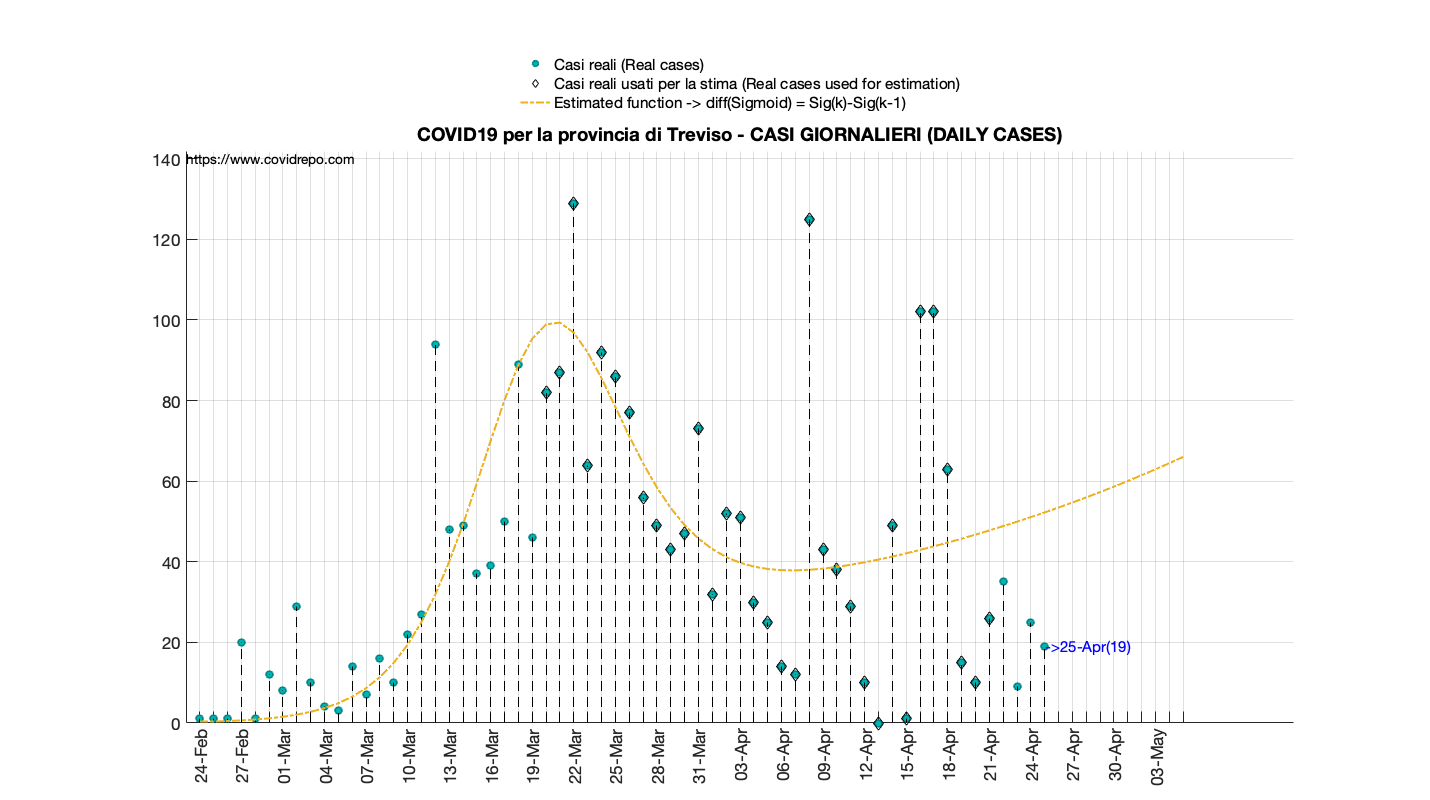 Casi reali (Real cases)
Casi reali usati per la stima (Real cases used for estimation)
Estimated function -> diff(Sigmoid) = Sig(k)-Sig(k-1)
COVID19 per la provincia di Treviso - CASI GIORNALIERI (DAILY CASES)
140
https://www.covidrepo.com
120
100
80
60
40
20
->25-Apr(19)
0
24-Feb
27-Feb
01-Mar
04-Mar
07-Mar
10-Mar
13-Mar
16-Mar
19-Mar
22-Mar
25-Mar
28-Mar
31-Mar
03-Apr
06-Apr
09-Apr
12-Apr
15-Apr
18-Apr
21-Apr
24-Apr
27-Apr
30-Apr
03-May